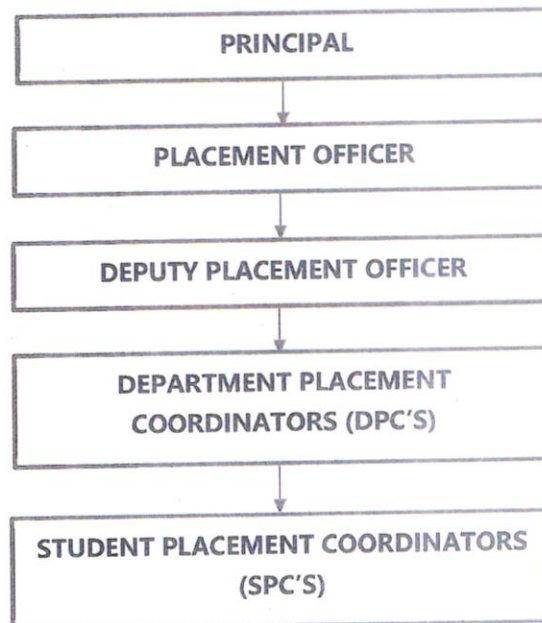 PRINCIPAL
PLACEMENT OFFICER
DEPUTY PLACEMENT OFFICER
DEPARTMENT PLACEMENT
COORDINATORS (DPC'S)
STUDENT PLACEMENT COORDINATORS
(SPC'S)